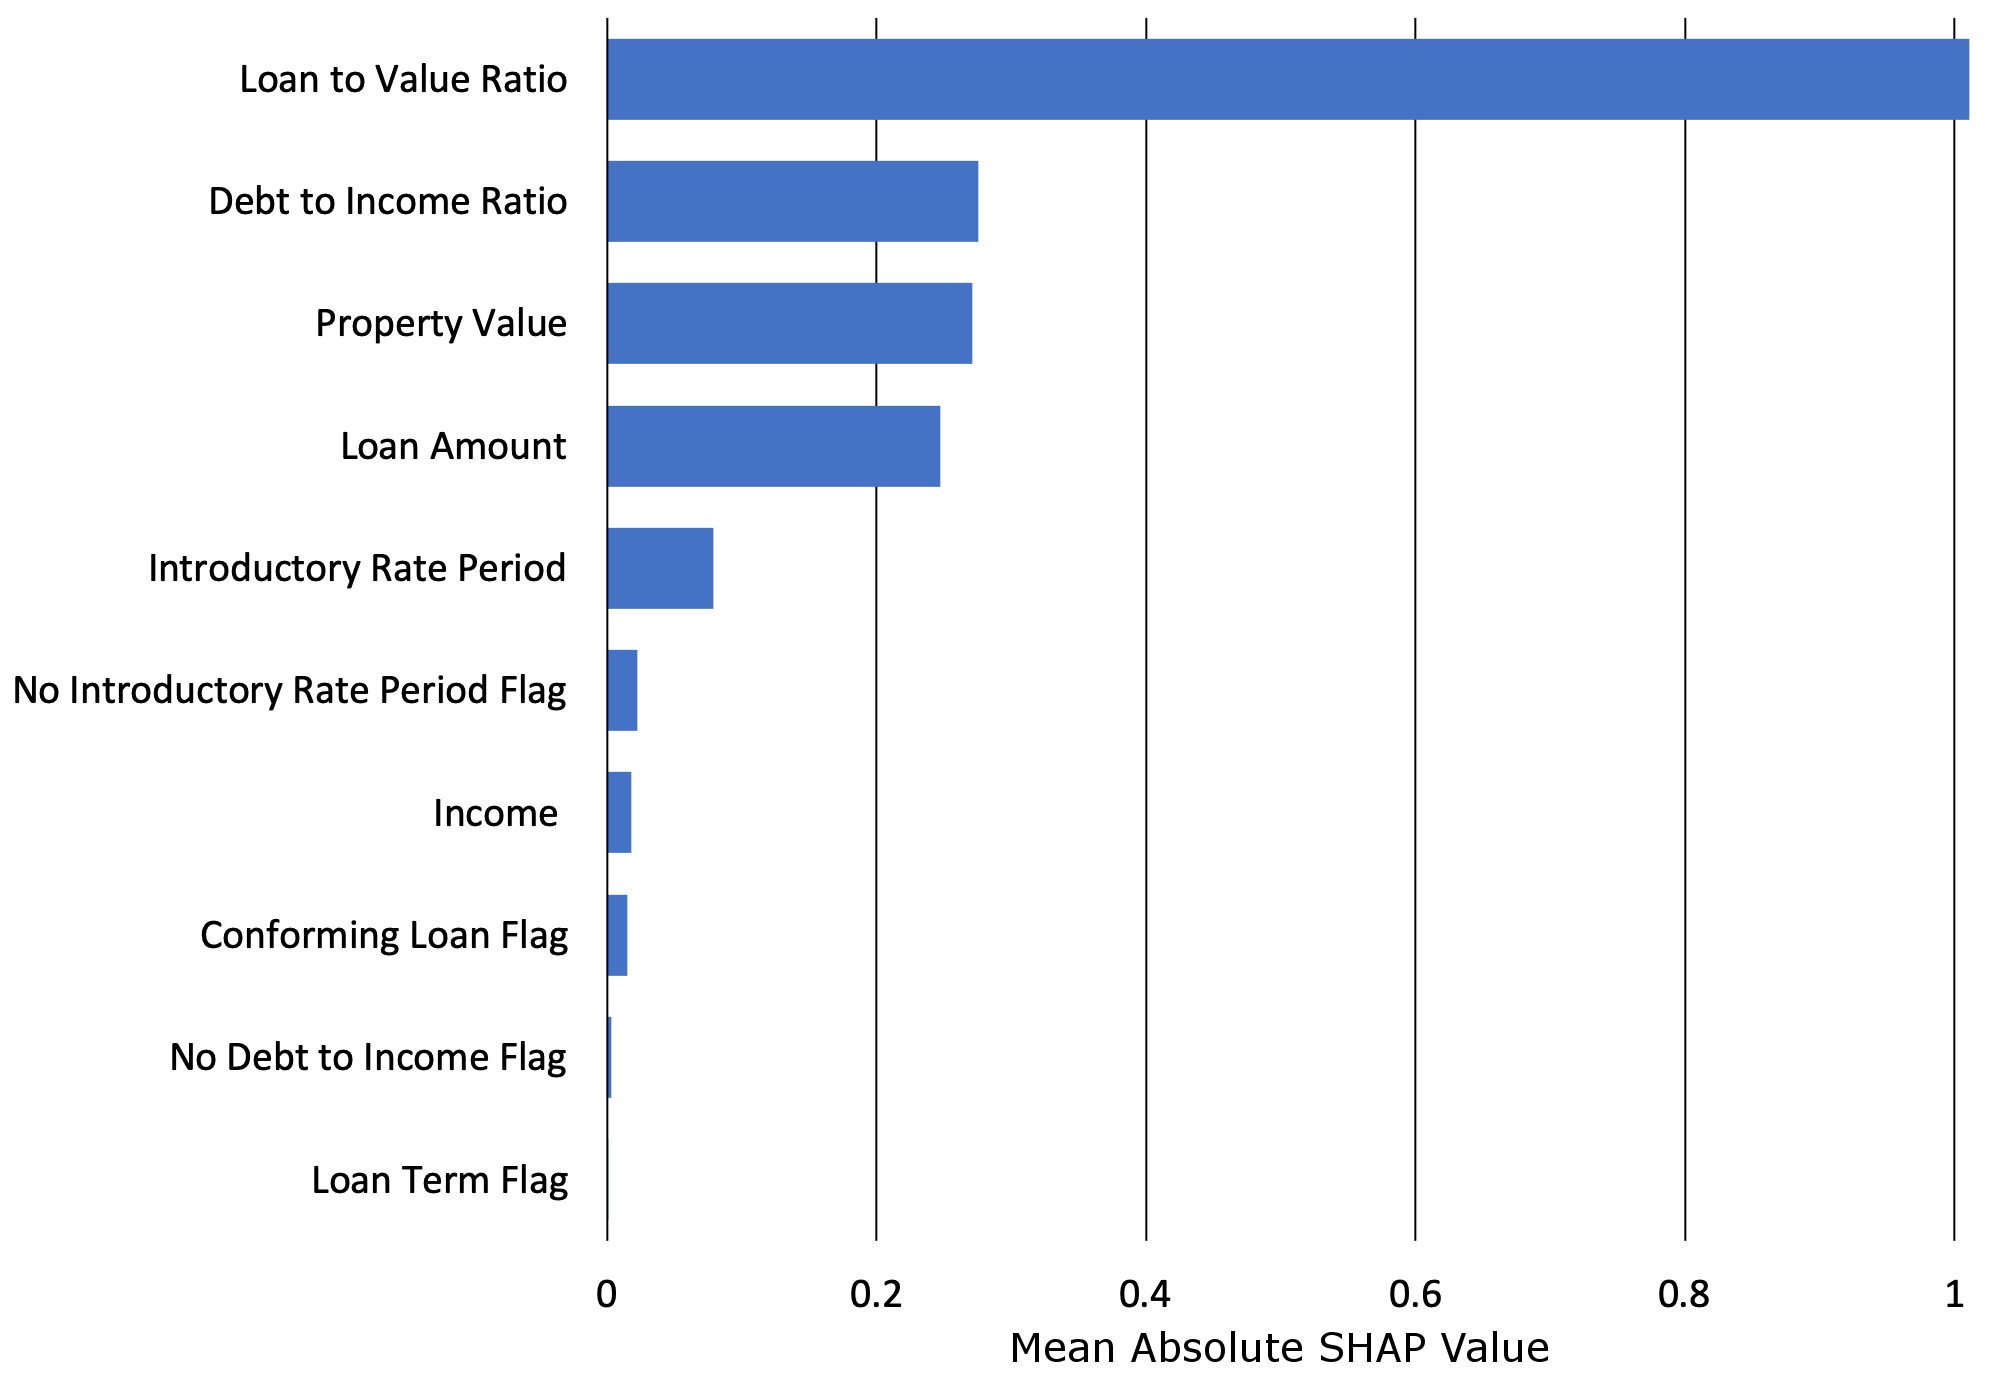 Loan to Value Ratio
Debt to Income Ratio
Property Value
Loan Amount
Introductory Rate Period
No Introductory Rate Period Flag
Income
Conforming Loan Flag
No Debt to Income Flag
Loan Term Flag
0 0.2 0.4 0.6 0.8 1
Mean Absolute SHAP Value